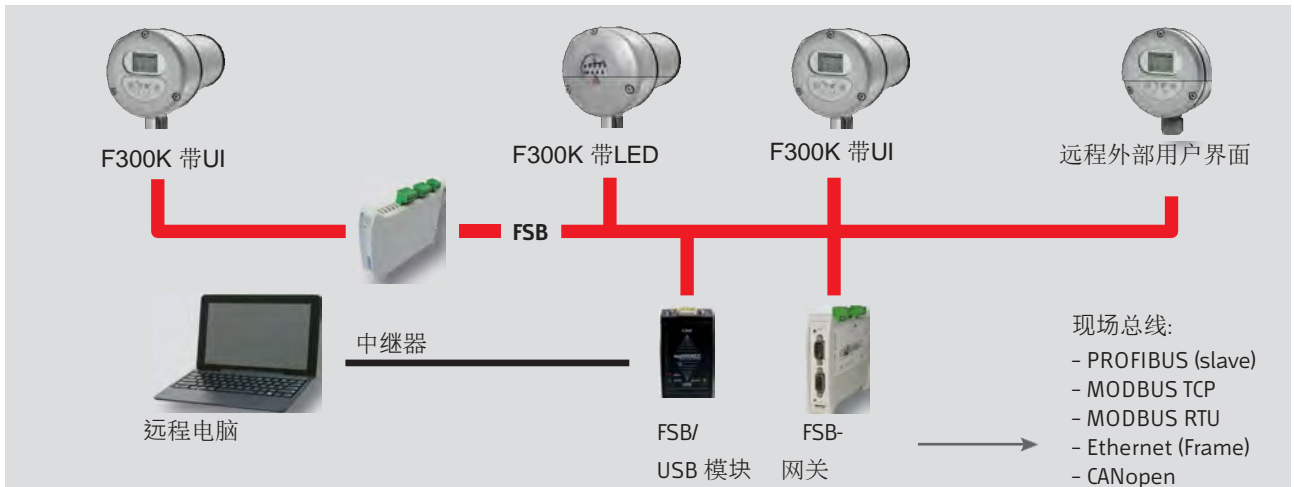 F300K 带UI
F300K 带LED
F300K 带UI
远程外部用户界面
FSB
中继器
远程电脑
FSB/
USB 模块
FSB-
网关
现场总线:
– PROFIBUS (slave)
– MODBUS TCP
– MODBUS RTU
– Ethernet (Frame)
– CANopen